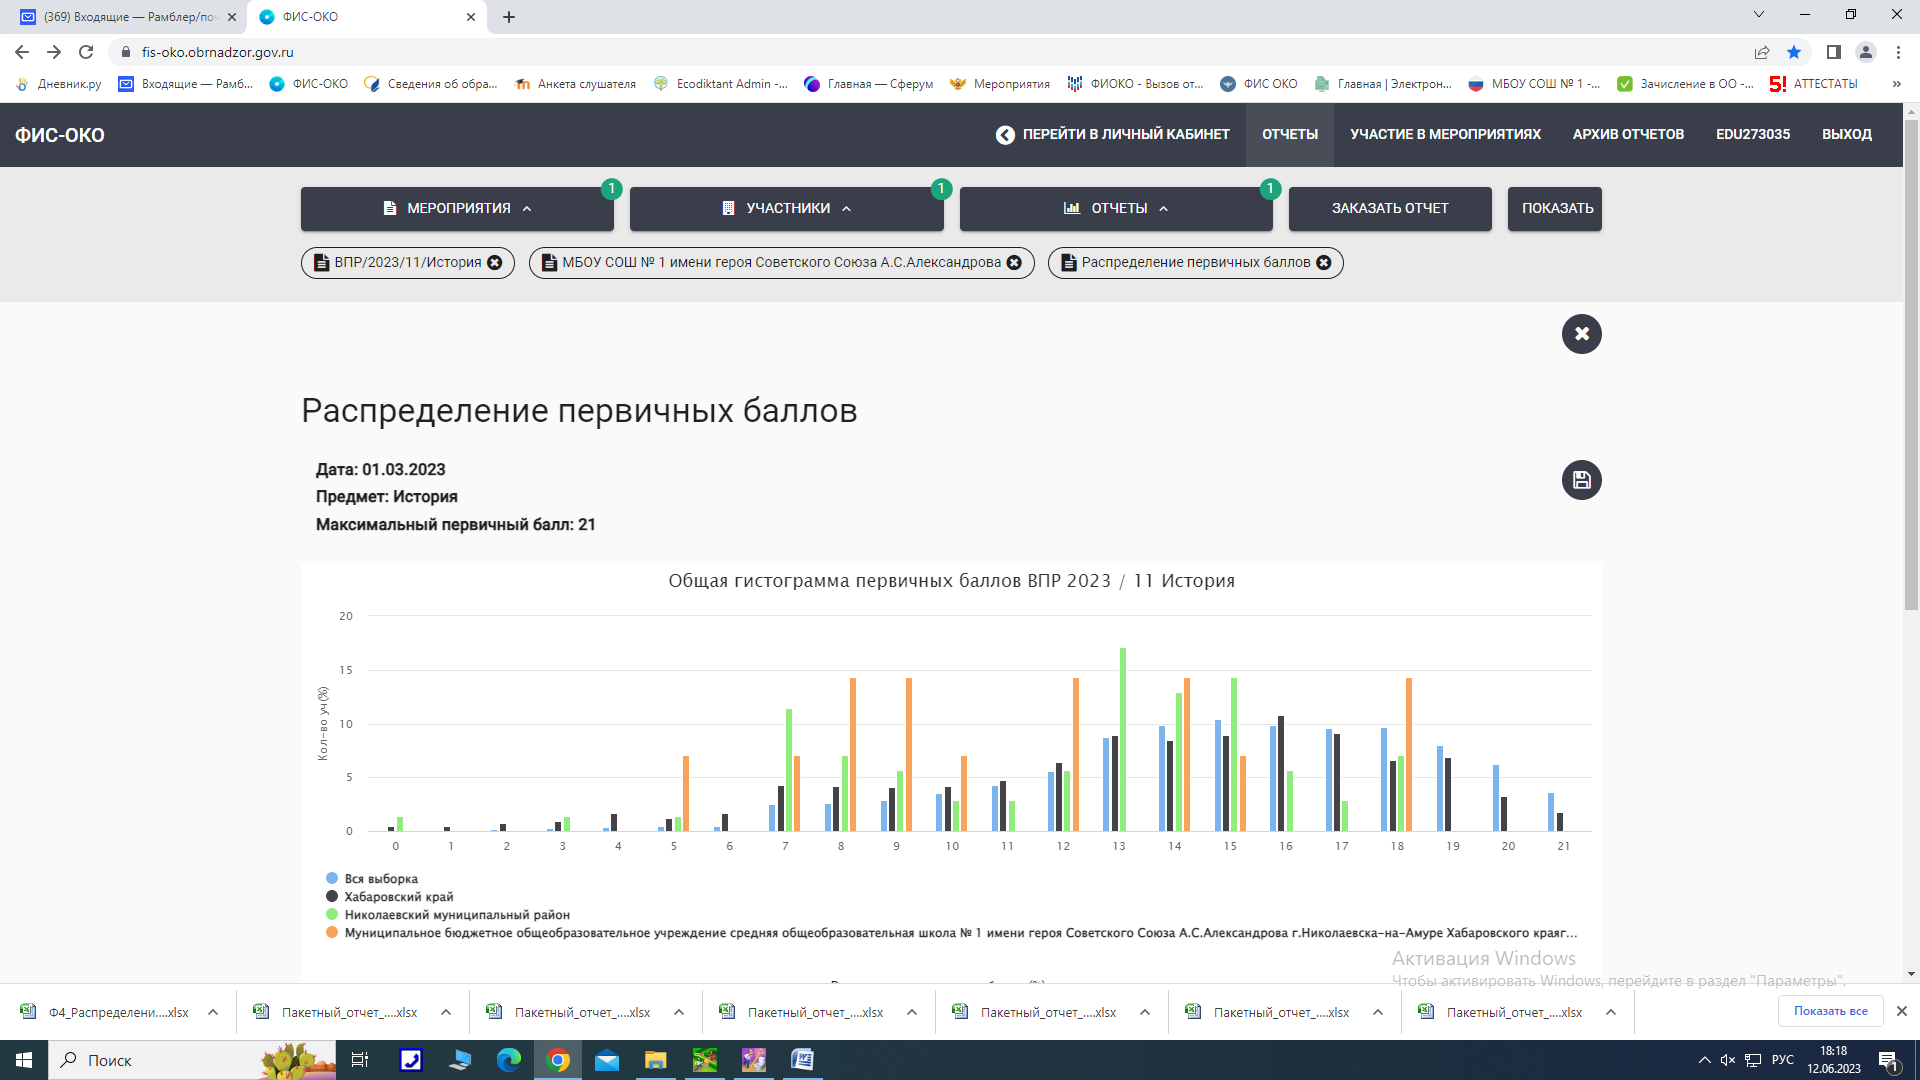 (369) Входящие — Рамблер/по
ФИС-ОКО
fis-oko.obrnadzor.gov.ru
Дневник.ру
Входящие — Рамб...
ФИС-ОКО
Сведения об обра...
Анкета слушателя
Ecodiktant Admin -...
Главная — Сферум
Мероприятия
ФИОКО - Вызов от...
ФИС ОКО
Главная | Электрон...
МБОУ СОШ № 1 -...
Зачисление в ОО -...
5! АТТЕСТАТЫ
»
ФИС-ОКО
ПЕРЕЙТИ В ЛИЧНЫЙ КАБИНЕТ
ОТЧЕТЫ
УЧАСТИЕ В МЕРОПРИЯТИЯХ
АРХИВ ОТЧЕТОВ
EDU273035
ВЫХОД
МЕРОПРИЯТИЯ
1
УЧАСТНИКИ
1
ОТЧЕТЫ
1
ЗАКАЗАТЬ ОТЧЕТ
ПОКАЗАТЬ
ВПР/2023/11/История
МБОУ СОШ № 1 имени героя Советского Союза А.С.Александрова
Распределение первичных баллов
Распределение первичных баллов
Дата: 01.03.2023
Предмет: История
Максимальный первичный балл: 21
Общая гистограмма первичных баллов ВПР 2023 / 11 История
Кол-во уч(%)
20
15
10
5
0
0 1 2 3 4 5 6 7 8 9 10 11 12 13 14 15 16 17 18 19 20 21
Вся выборка
Хабаровский край
Николаевский муниципальный район
Муниципальное бюджетное общеобразовательное учреждение средняя общеобразовательная школа № 1 имени героя Советского Союза А.С.Александрова г.Николаевска-на-Амуре Хабаровского края­г...
Активация Windows
Чтобы активировать Windows, перейдите в раздел "Параметры".
Ф4_Распределени....xlsx
Пакетный_отчет_....xlsx
Пакетный_отчет_....xlsx
Пакетный_отчет_....xlsx
Пакетный_отчет_....xlsx
Пакетный_отчет_....xlsx
Пакетный_отчет_....xlsx
Показать все
Поиск
РУС
18:18
12.06.2023
1